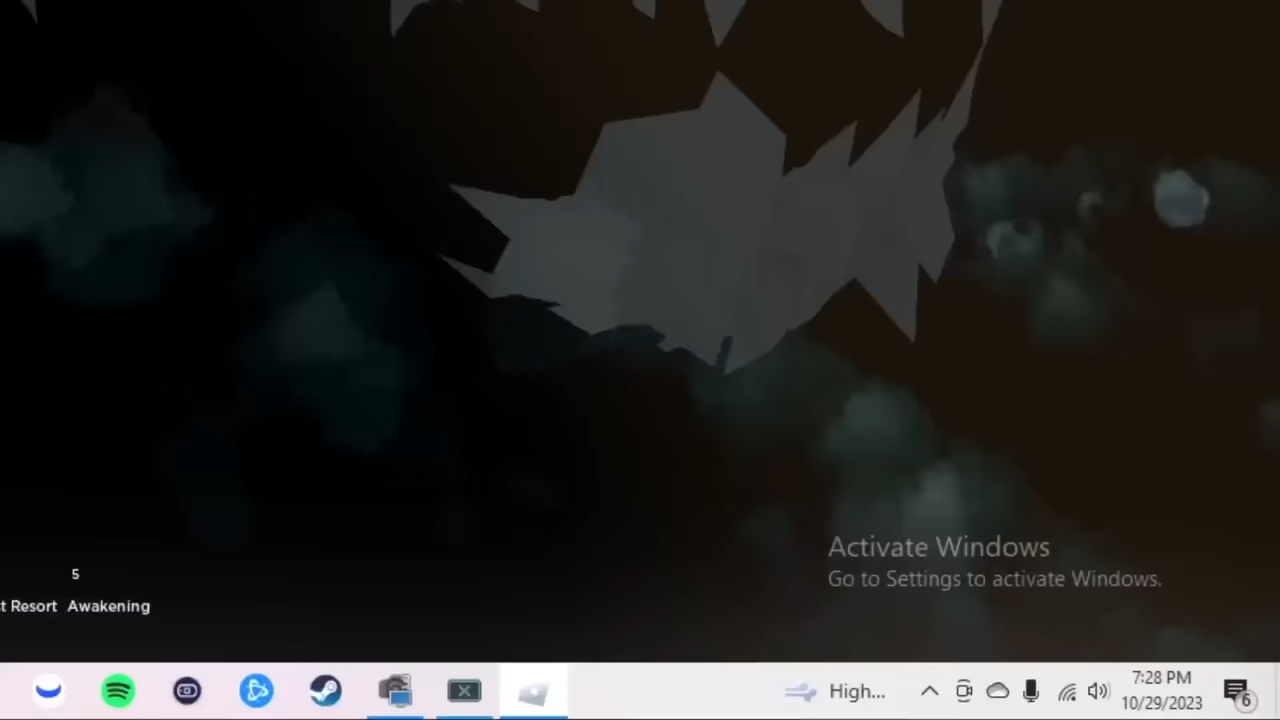 Activate Windows
Go to Settings to activate Windows.
5
t Resort Awakening
High...
7:28 PM
10/29/2023
6